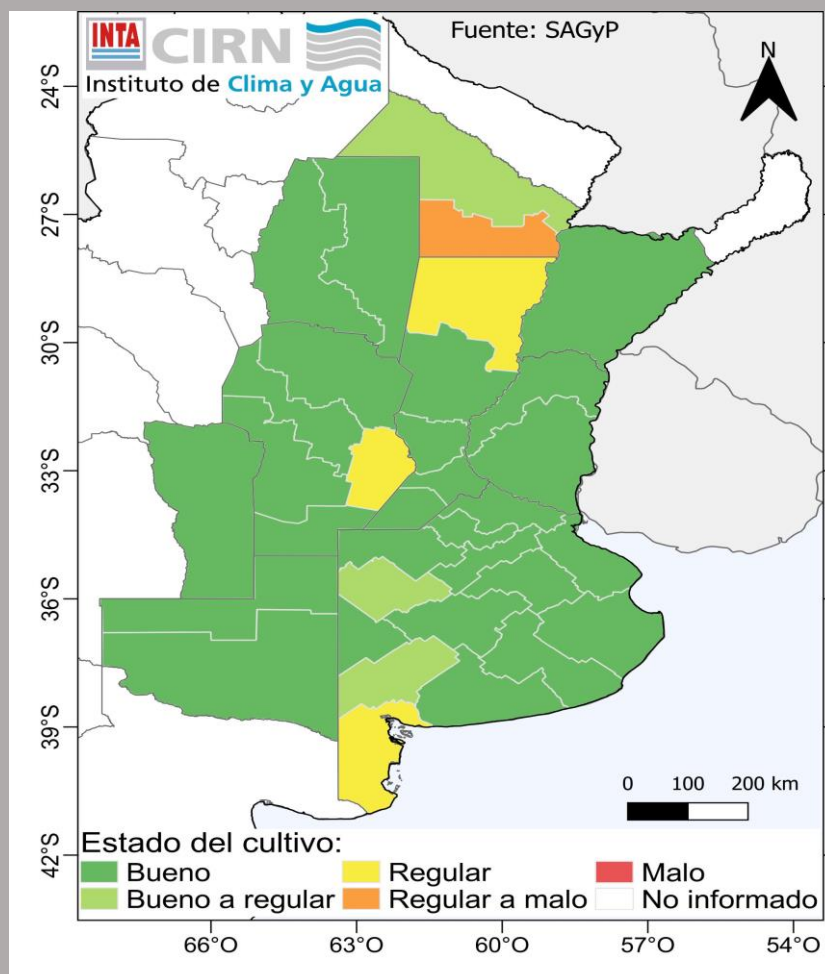 INTA CIRN
Instituto de Clima y Agua
Fuente: SAGyP
N
24°S
27°S
30°S
33°S
36°S
39°S
42°S
0 100 200 km
Estado del cultivo:
Bueno Regular Malo
Bueno a regular Regular a malo No informado
66°O 63°O 60°O 57°O 54°O